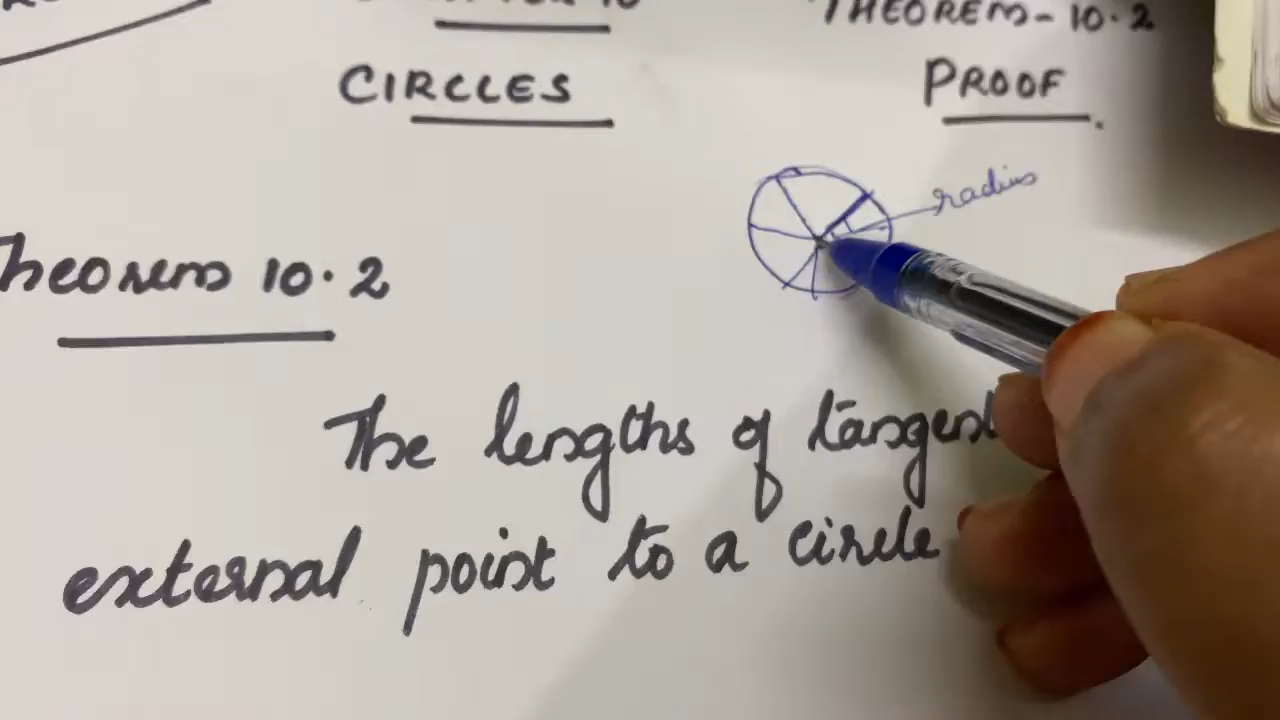 THEOREM-10.2
CIRCLES
PROOF
radius
Theorem 10.2
The lengths of tangent
external point to a circle